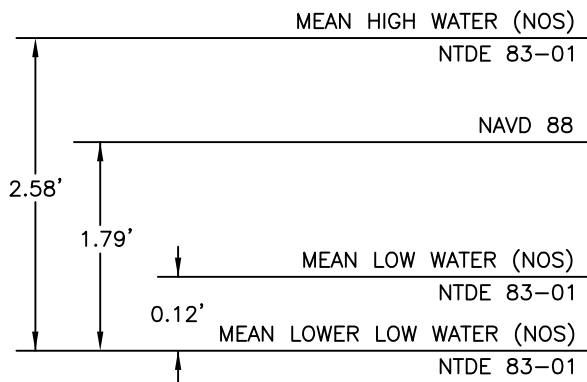 MEAN HIGH WATER (NOS)
NTDE 83-01
NAVD 88
2.58'
1.79'
MEAN LOW WATER (NOS)
NTDE 83-01
0.12'
MEAN LOWER LOW WATER (NOS)
NTDE 83-01